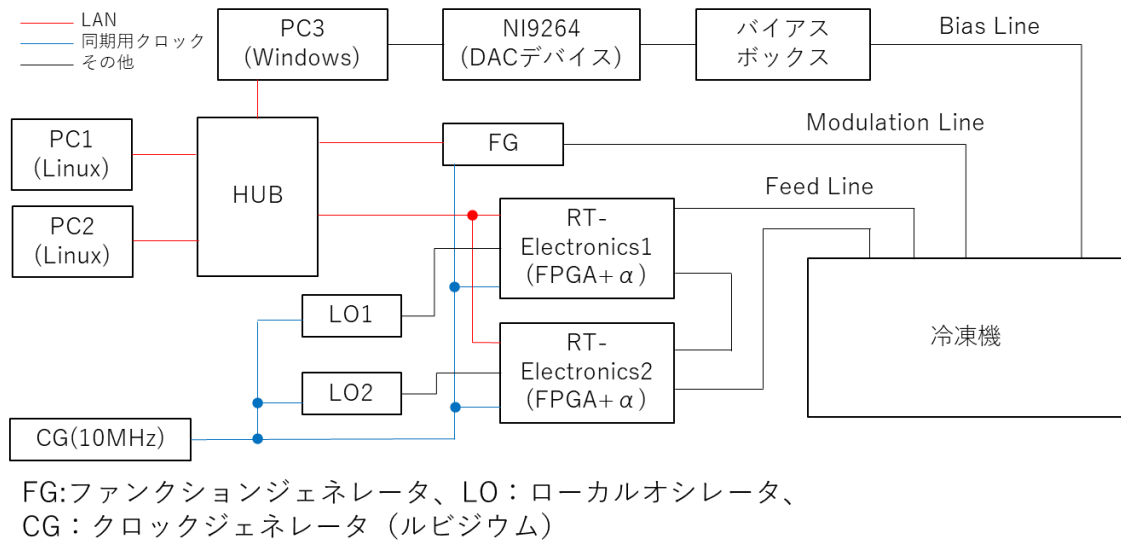 LAN
同期用クロック
その他
PC3
(Windows)
NI9264
(DACデバイス)
バイアス
ボックス
Bias Line
PC1
(Linux)
HUB
FG
Modulation Line
PC2
(Linux)
Feed Line
RT-
Electronics1
(FPGA+α)
LO1
RT-
Electronics2
(FPGA+α)
LO2
冷凍機
CG(10MHz)
FG:ファンクションジェネレータ、LO：ローカルオシレータ、
CG：クロックジェネレータ（ルビジウム）